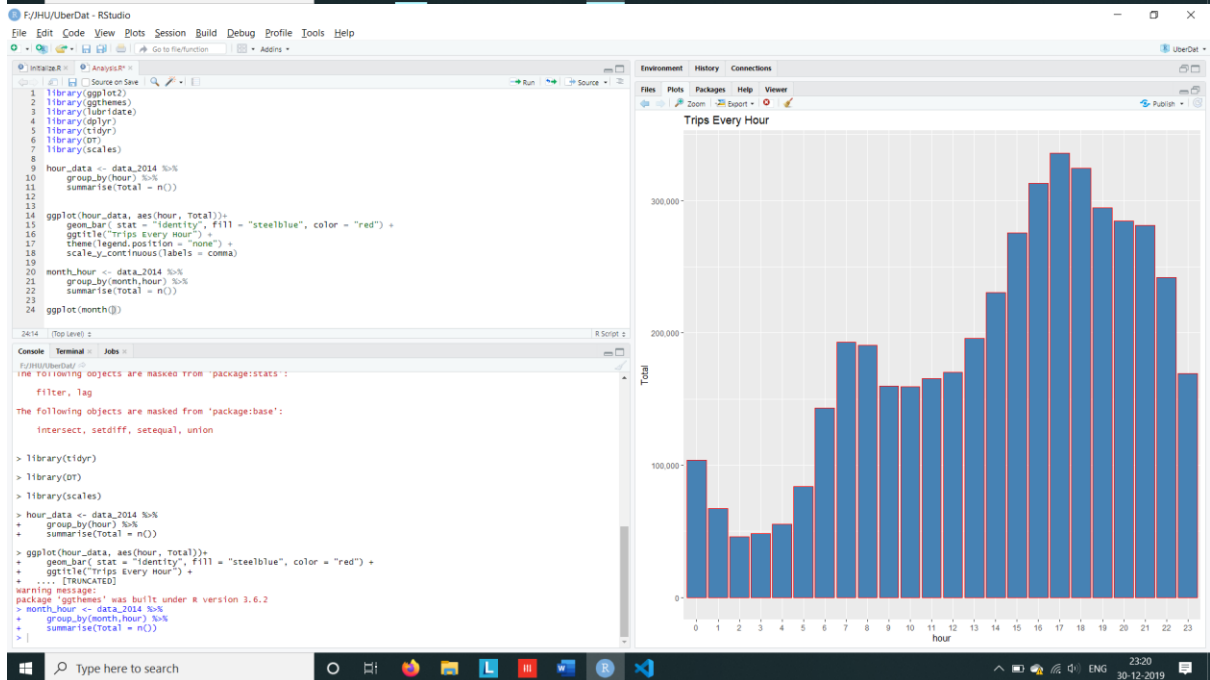 F:/JHU/UberDat - RStudio
File Edit Code View Plots Session Build Debug Profile Tools Help
Go to file/function Addins UberDat
Initialize.R Analysis.R*
Source on Save Run Source
1 library(ggplot2)
2 library(ggthemes)
3 library(lubridate)
4 library(dplyr)
5 library(tidyr)
6 library(DT)
7 library(scales)
8
9 hour_data <- data_2014 %>%
10 group_by(hour) %>%
11 summarise(Total = n())
12
13
14 ggplot(hour_data, aes(hour, Total))+
15 geom_bar( stat = "identity", fill = "steelblue", color = "red") +
16 ggtitle("Trips Every Hour") +
17 theme(legend.position = "none") +
18 scale_y_continuous(labels = comma)
19
20 month_hour <- data_2014 %>%
21 group_by(month,hour) %>%
22 summarise(Total = n())
23
24 ggplot(month())
24:14 (Top Level) R Script
Console Terminal Jobs
F:/JHU/UberDat/
The following objects are masked from 'package:stats':
filter, lag
The following objects are masked from 'package:base':
intersect, setdiff, setequal, union
> library(tidyr)
> library(DT)
> library(scales)
> hour_data <- data_2014 %>%
+ group_by(hour) %>%
+ summarise(Total = n())
> ggplot(hour_data, aes(hour, Total))+
+ geom_bar( stat = "identity", fill = "steelblue", color = "red") +
+ ggtitle("Trips Every Hour") +
+ .... [TRUNCATED]
Warning message:
package 'ggthemes' was built under R version 3.6.2
> month_hour <- data_2014 %>%
+ group_by(month,hour) %>%
+ summarise(Total = n())
>
Environment History Connections
Files Plots Packages Help Viewer
Zoom Export Publish
Trips Every Hour
300,000
200,000
100,000
0
Total
0 1 2 3 4 5 6 7 8 9 10 11 12 13 14 15 16 17 18 19 20 21 22 23
hour
Type here to search
L
W
R
ENG
23:20
30-12-2019